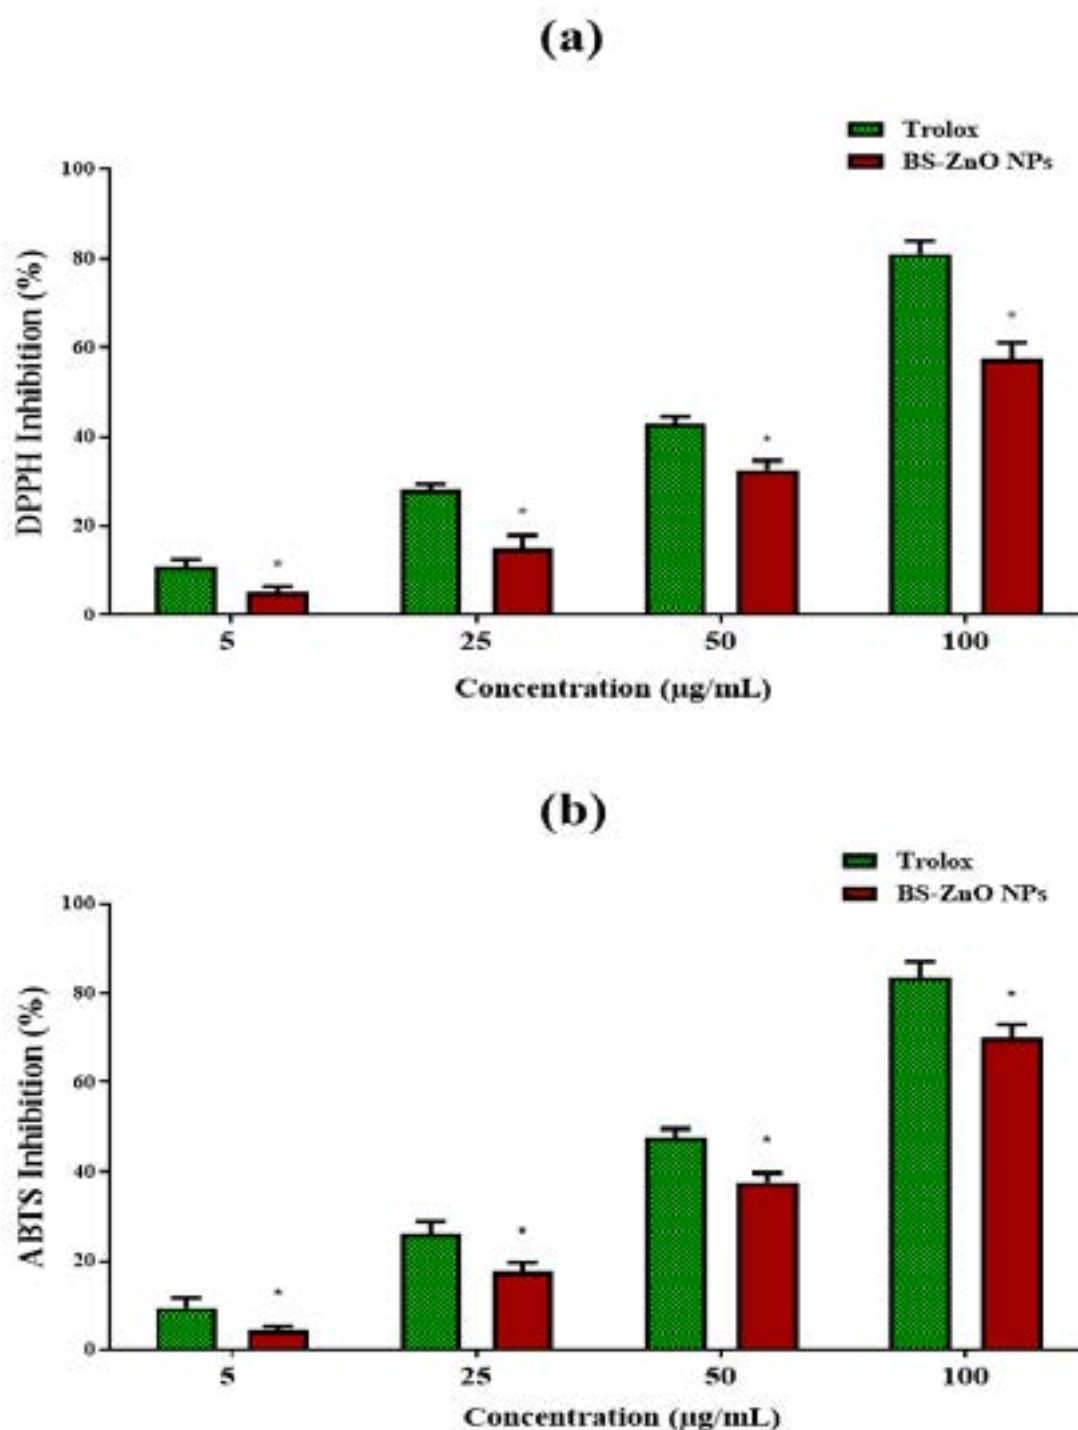 (a)
Trolox
BS-ZnO NPs
DPPH Inhibition (%)
100
80
60
40
20
0
*
*
*
*
5 25 50 100
Concentration (µg/mL)
(b)
Trolox
BS-ZnO NPs
ABTS Inhibition (%)
100
80
60
40
20
0
*
*
*
*
5 25 50 100
Concentration (µg/mL)